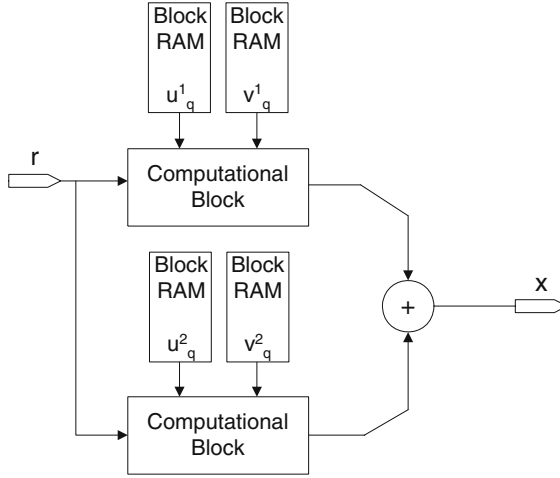 Block
RAM
u¹q
Block
RAM
v¹q
r
Computational
Block
Block
RAM
u²q
Block
RAM
v²q
+
x
Computational
Block